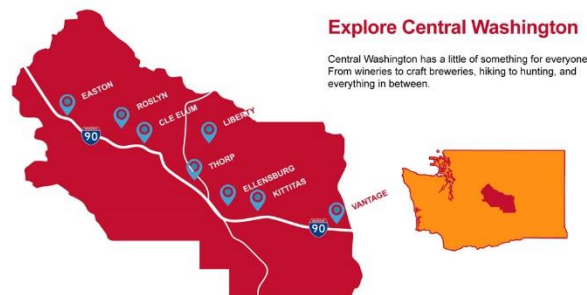 Explore Central Washington
Central Washington has a little of something for everyone
From wineries to craft breweries, hiking to hunting, and
everything in between.
EASTON
ROSLYN
CLE ELUM
LIBERTY
90
THORP
ELLENSBURG
KITTITAS
VANTAGE
90